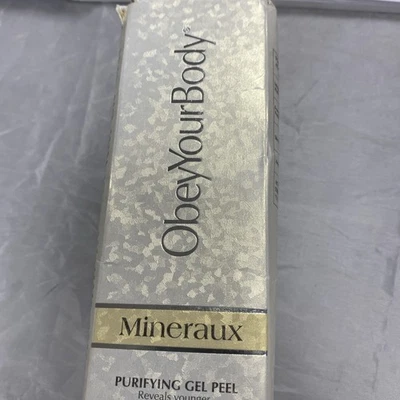 ObeyYourBody®
Mineraux
PURIFYING GEL PEEL
Reveals younger